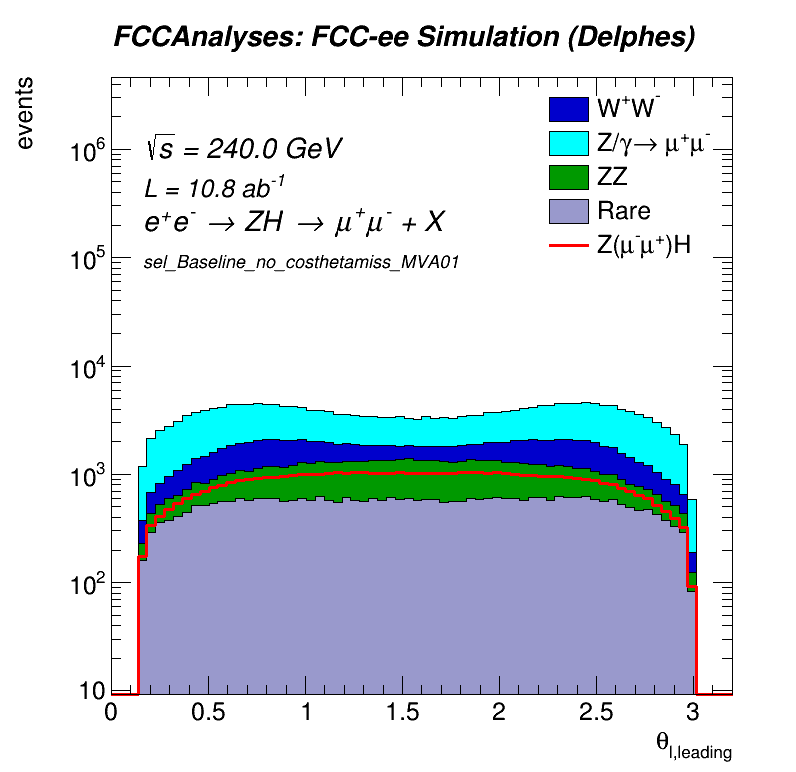 FCCAnalyses: FCC-ee Simulation (Delphes)
events
√s = 240.0 GeV
L = 10.8 ab⁻¹
e⁺e⁻ → ZH → μ⁺μ⁻ + X
sel_Baseline_no_costhetamiss_MVA01
W⁺W⁻
Z/γ→ μ⁺μ⁻
ZZ
Rare
Z(μ⁻μ⁺)H
10⁶
10⁵
10⁴
10³
10²
10
0 0.5 1 1.5 2 2.5 3
θl,leading